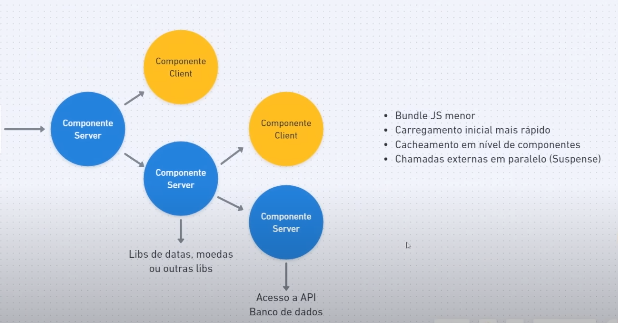 Componente
Client
Componente
Server
Componente
Client
Componente
Server
Componente
Server
Libs de datas, moedas
ou outras libs
Acesso a API
Banco de dados
• Bundle JS menor
• Carregamento inicial mais rápido
• Cacheamento em nível de componentes
• Chamadas externas em paralelo (Suspense)